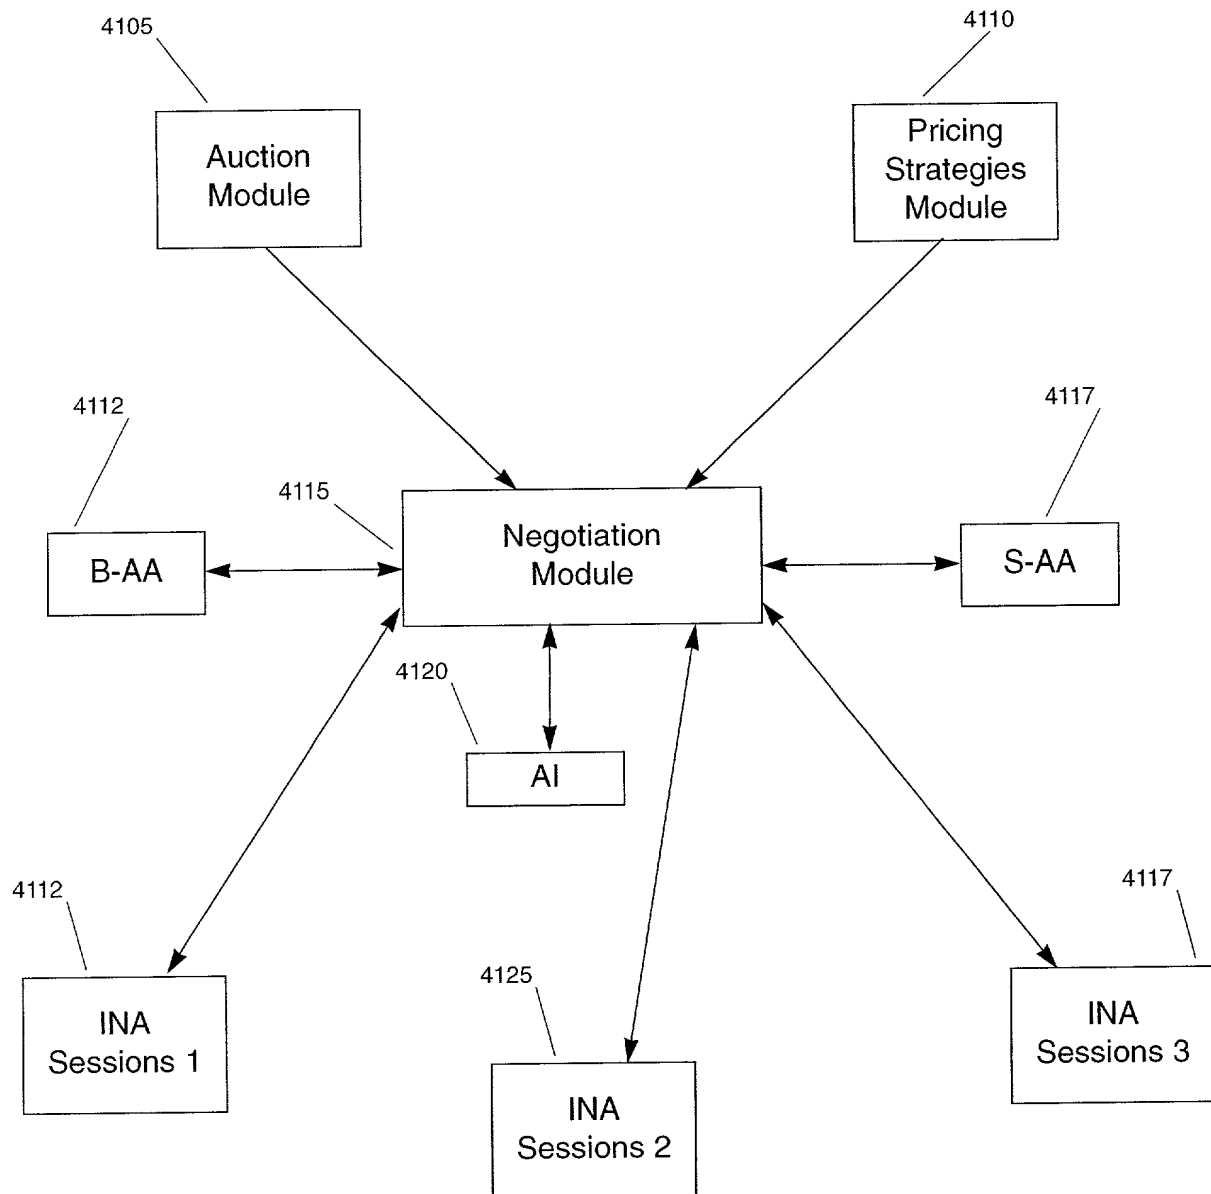 4105
4110
Auction
Module
Pricing
Strategies
Module
4112
4117
4115
B-AA
Negotiation
Module
S-AA
4120
AI
4112
4117
4125
INA
Sessions 1
INA
Sessions 2
INA
Sessions 3